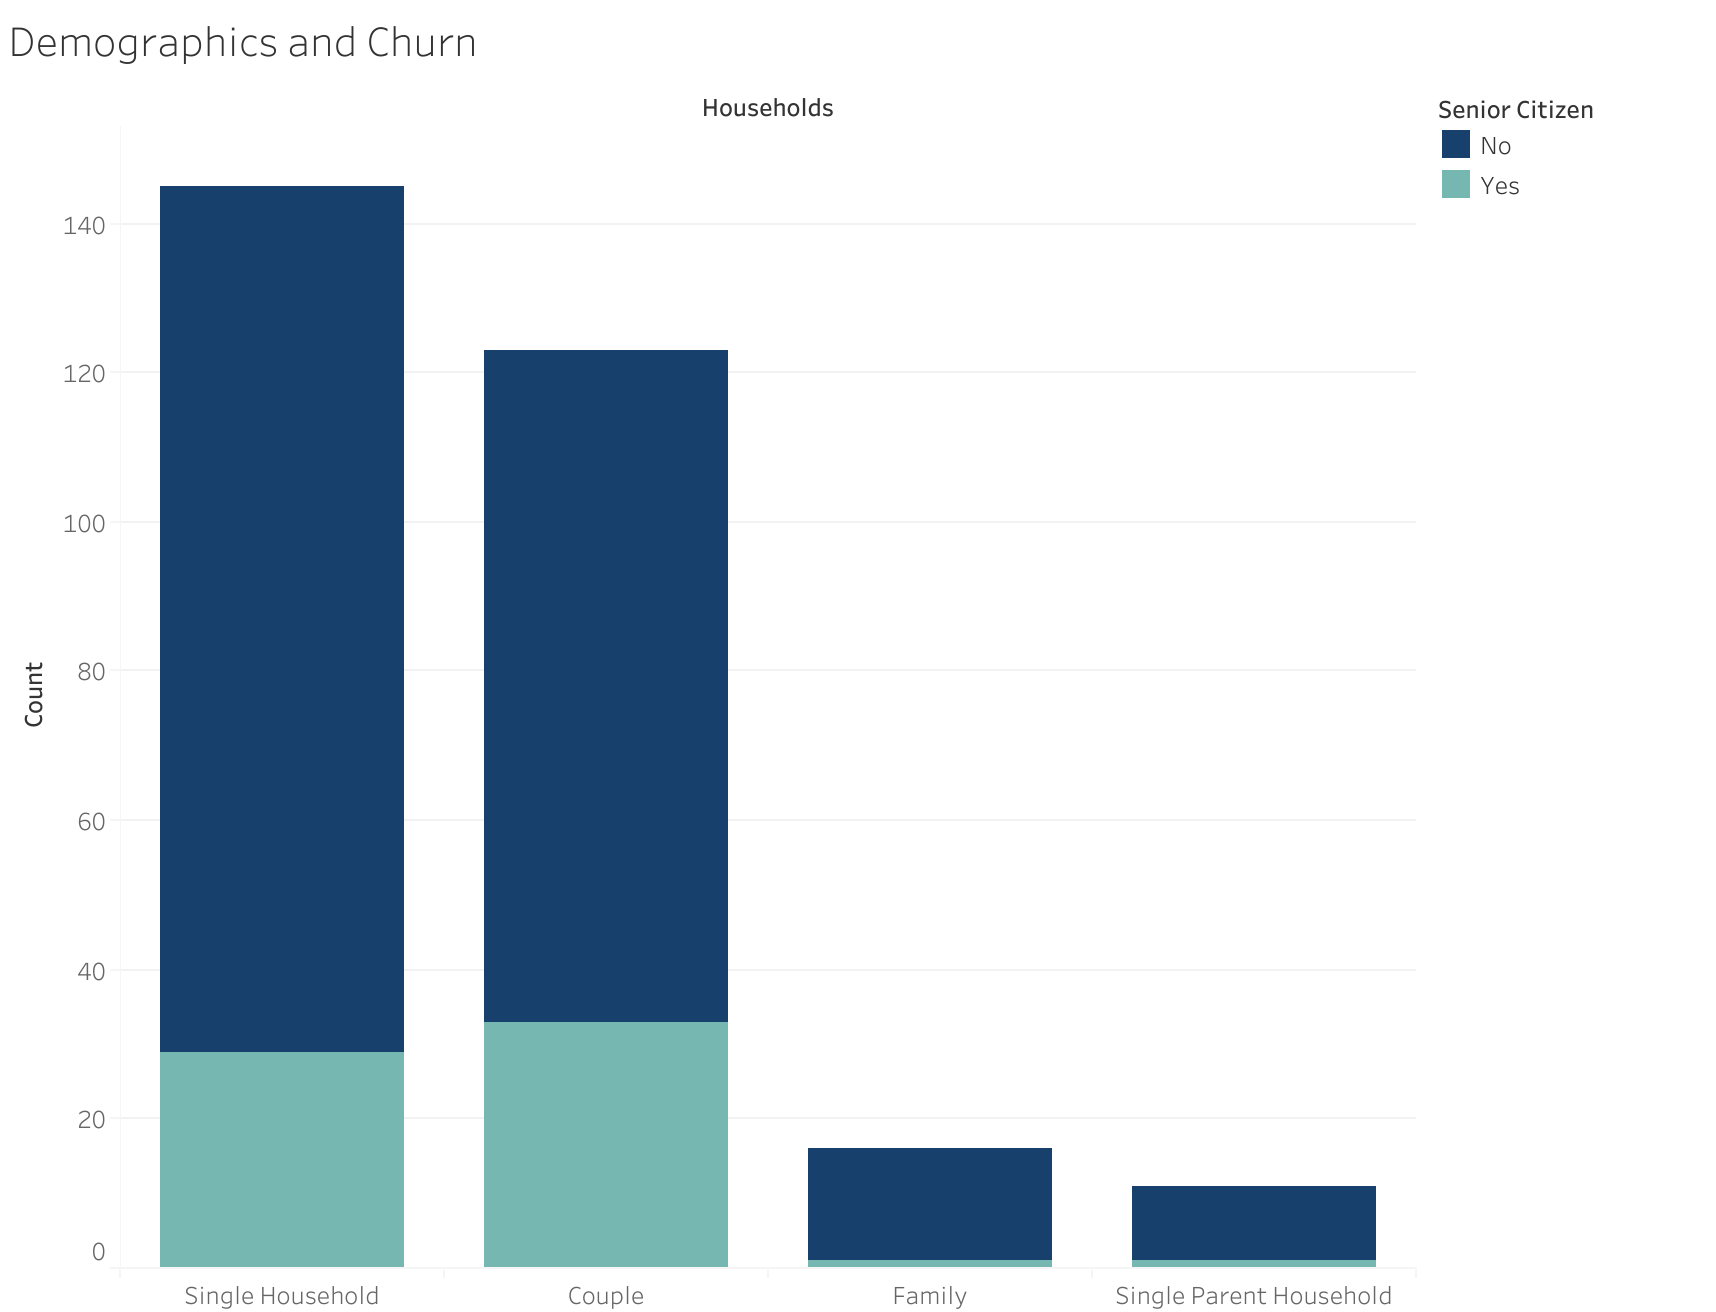 Demographics and Churn
Households
Senior Citizen
No
Yes
140
120
100
80
60
40
20
0
Count
Single Household
Couple
Family
Single Parent Household